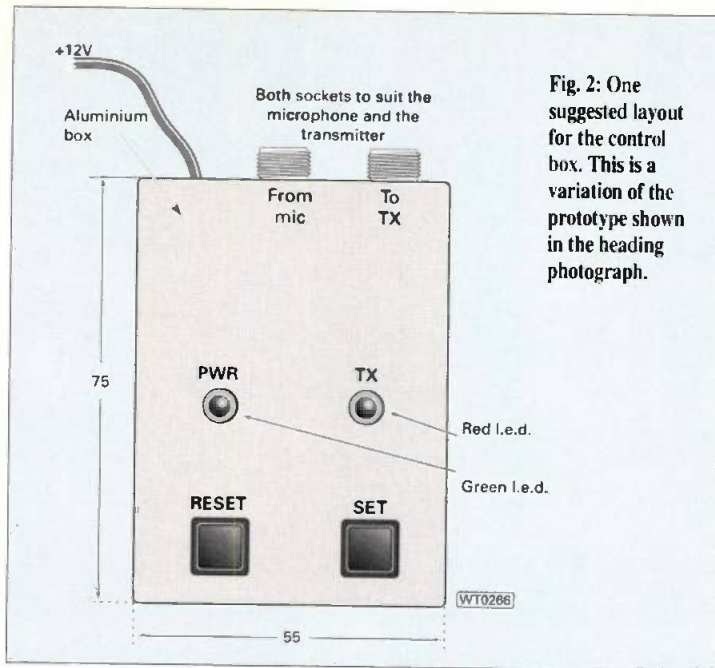 +12V
Aluminium
box
Both sockets to suit the
microphone and the
transmitter
From
mic
To
TX
75
PWR
TX
Red l.e.d.
Green l.e.d.
RESET
SET
WT0266
55
Fig. 2: One
suggested layout
for the control
box. This is a
variation of the
prototype shown
in the heading
photograph.